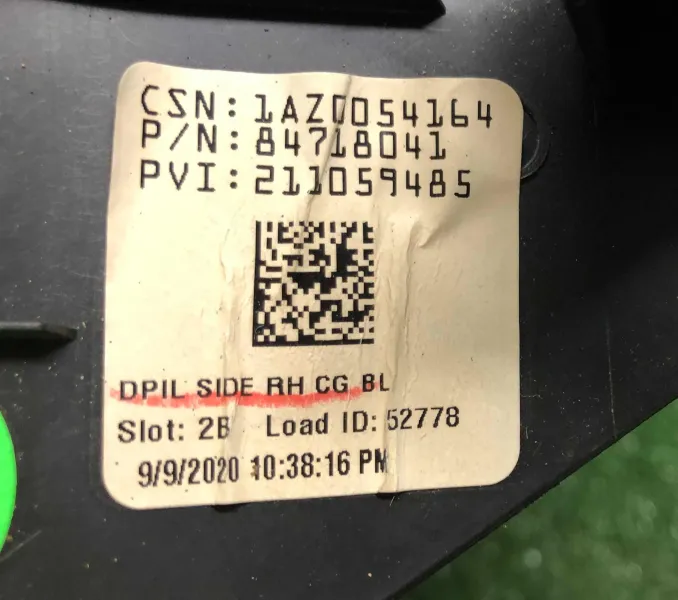 CSN: 1AZ0054164
P/N: 84718041
PVI: 211059485
DPIL SIDE RH CG BL
Slot: 2B Load ID: 52778
9/9/2020 10:38:16 PM